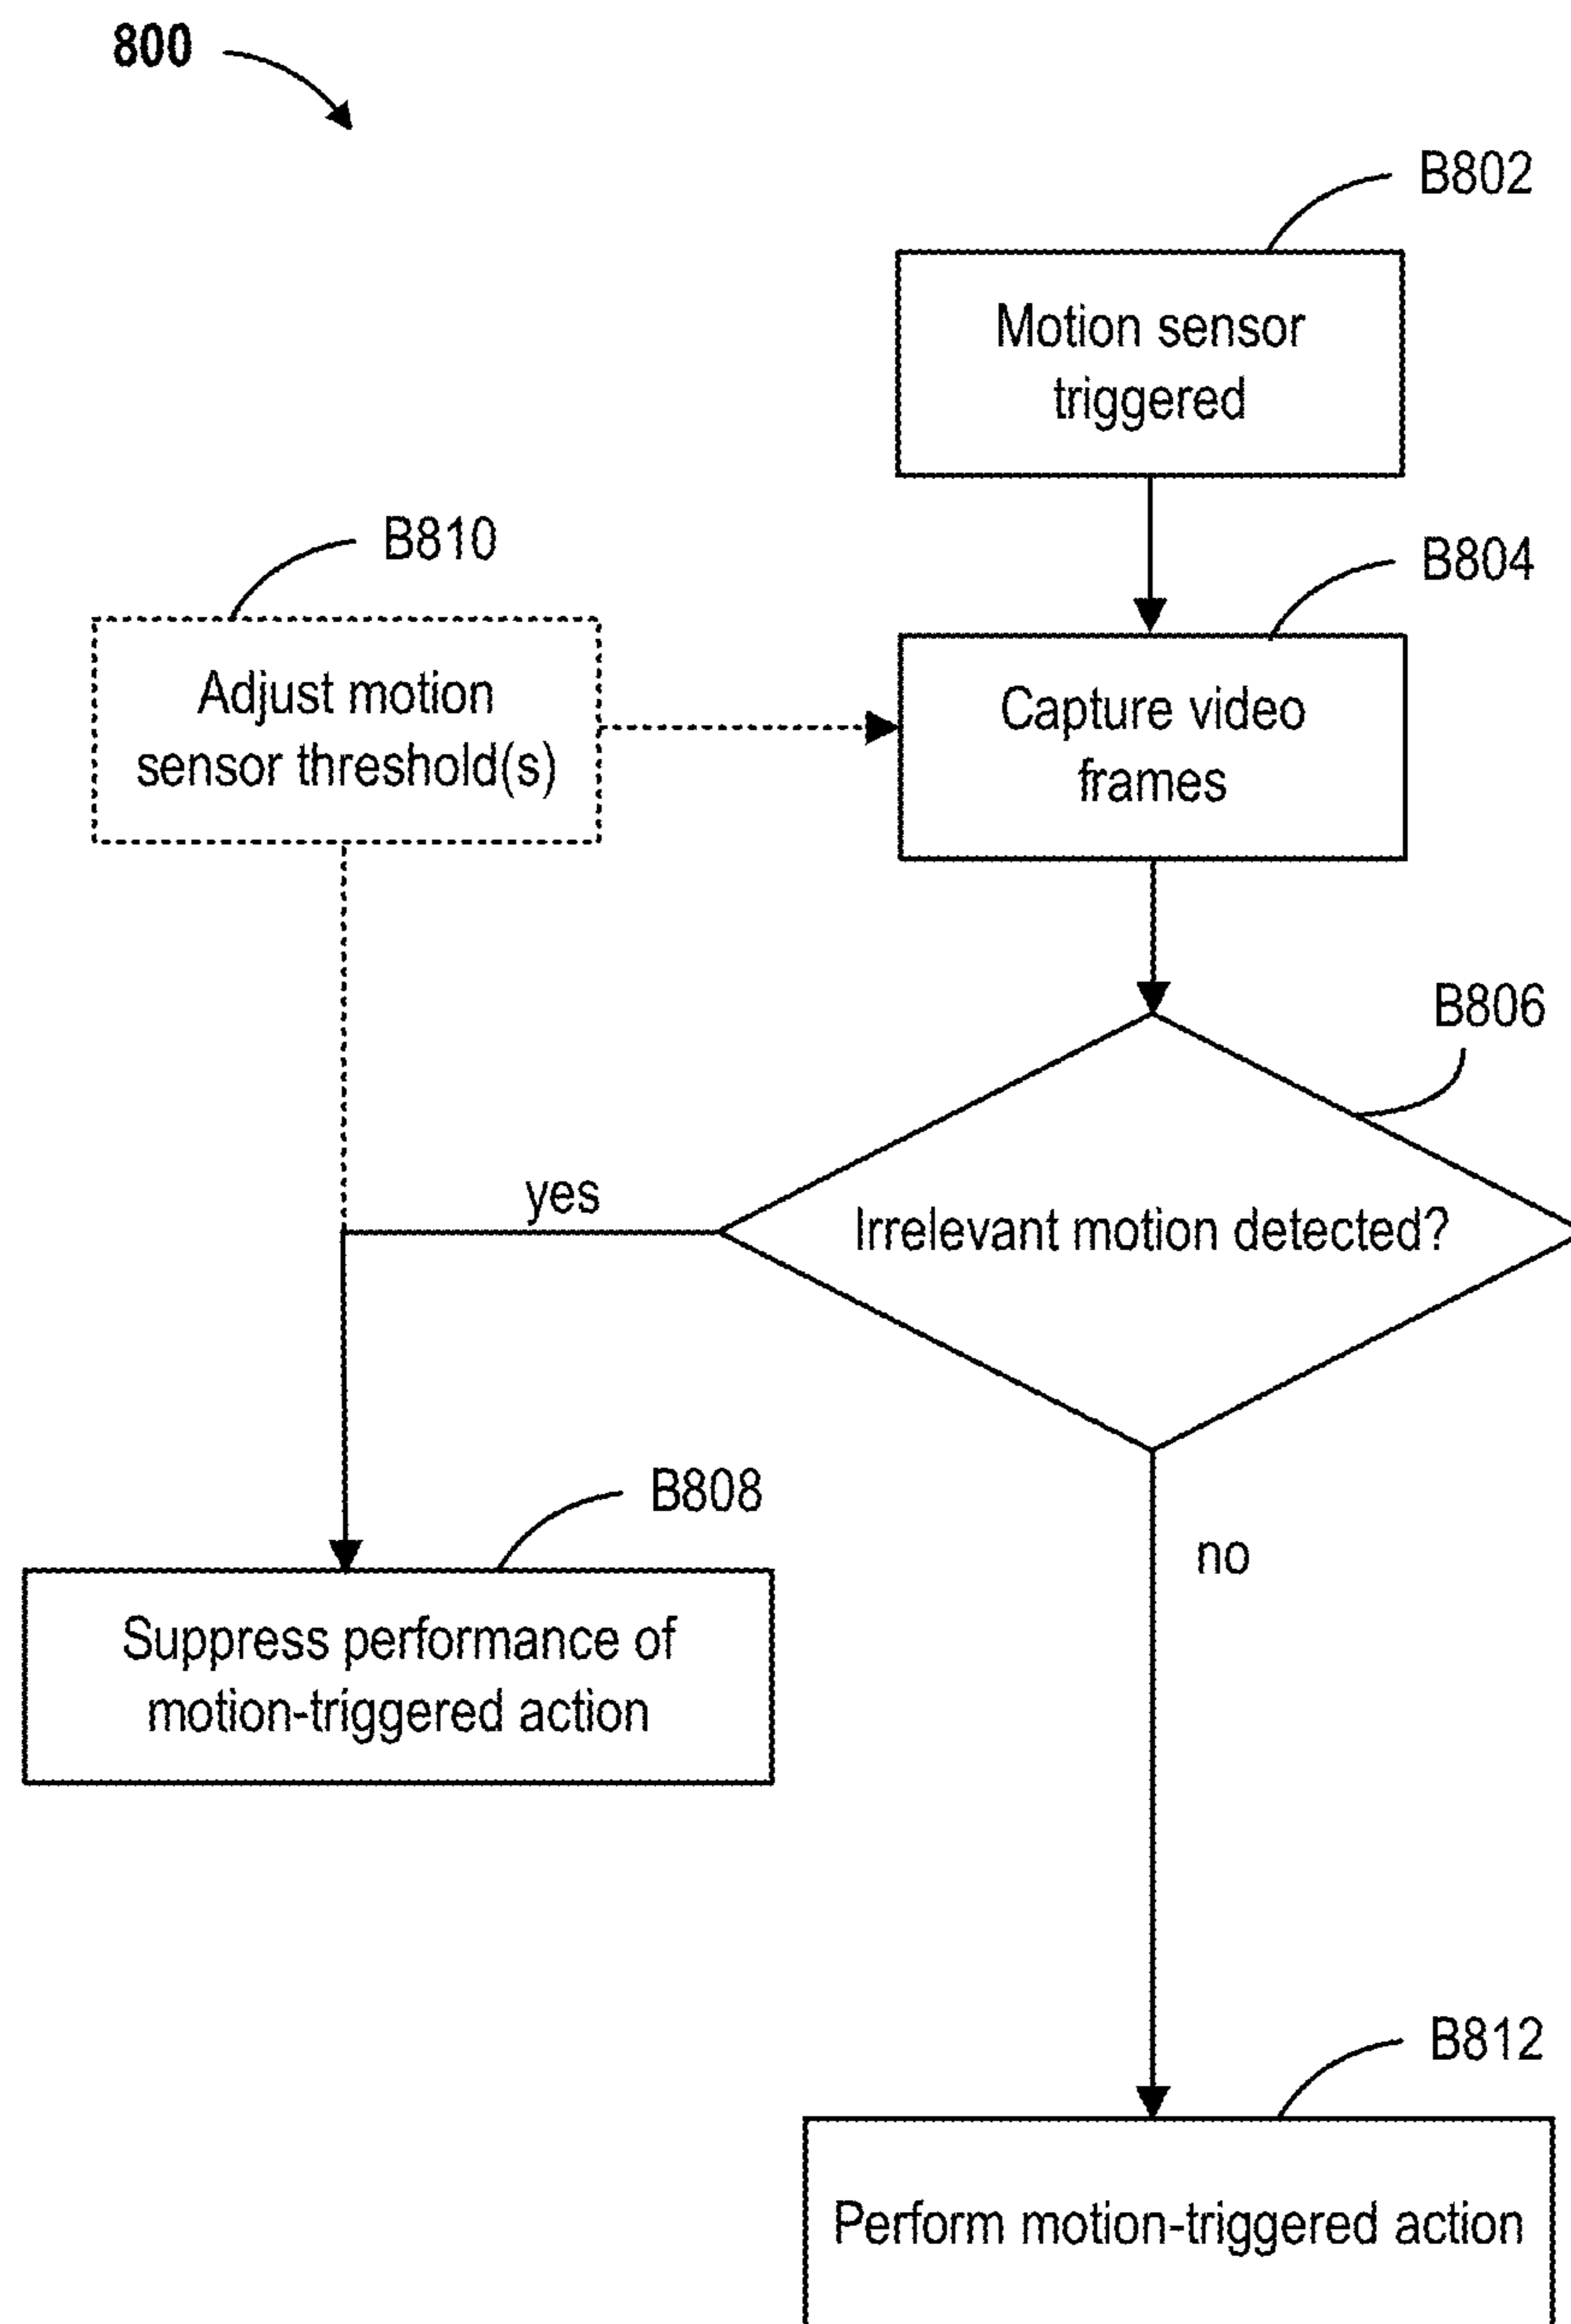 800
B802
Motion sensor
triggered
B810
B804
Adjust motion
sensor threshold(s)
Capture video
frames
B806
yes
Irrelevant motion detected?
B808
no
Suppress performance of
motion-triggered action
B812
Perform motion-triggered action